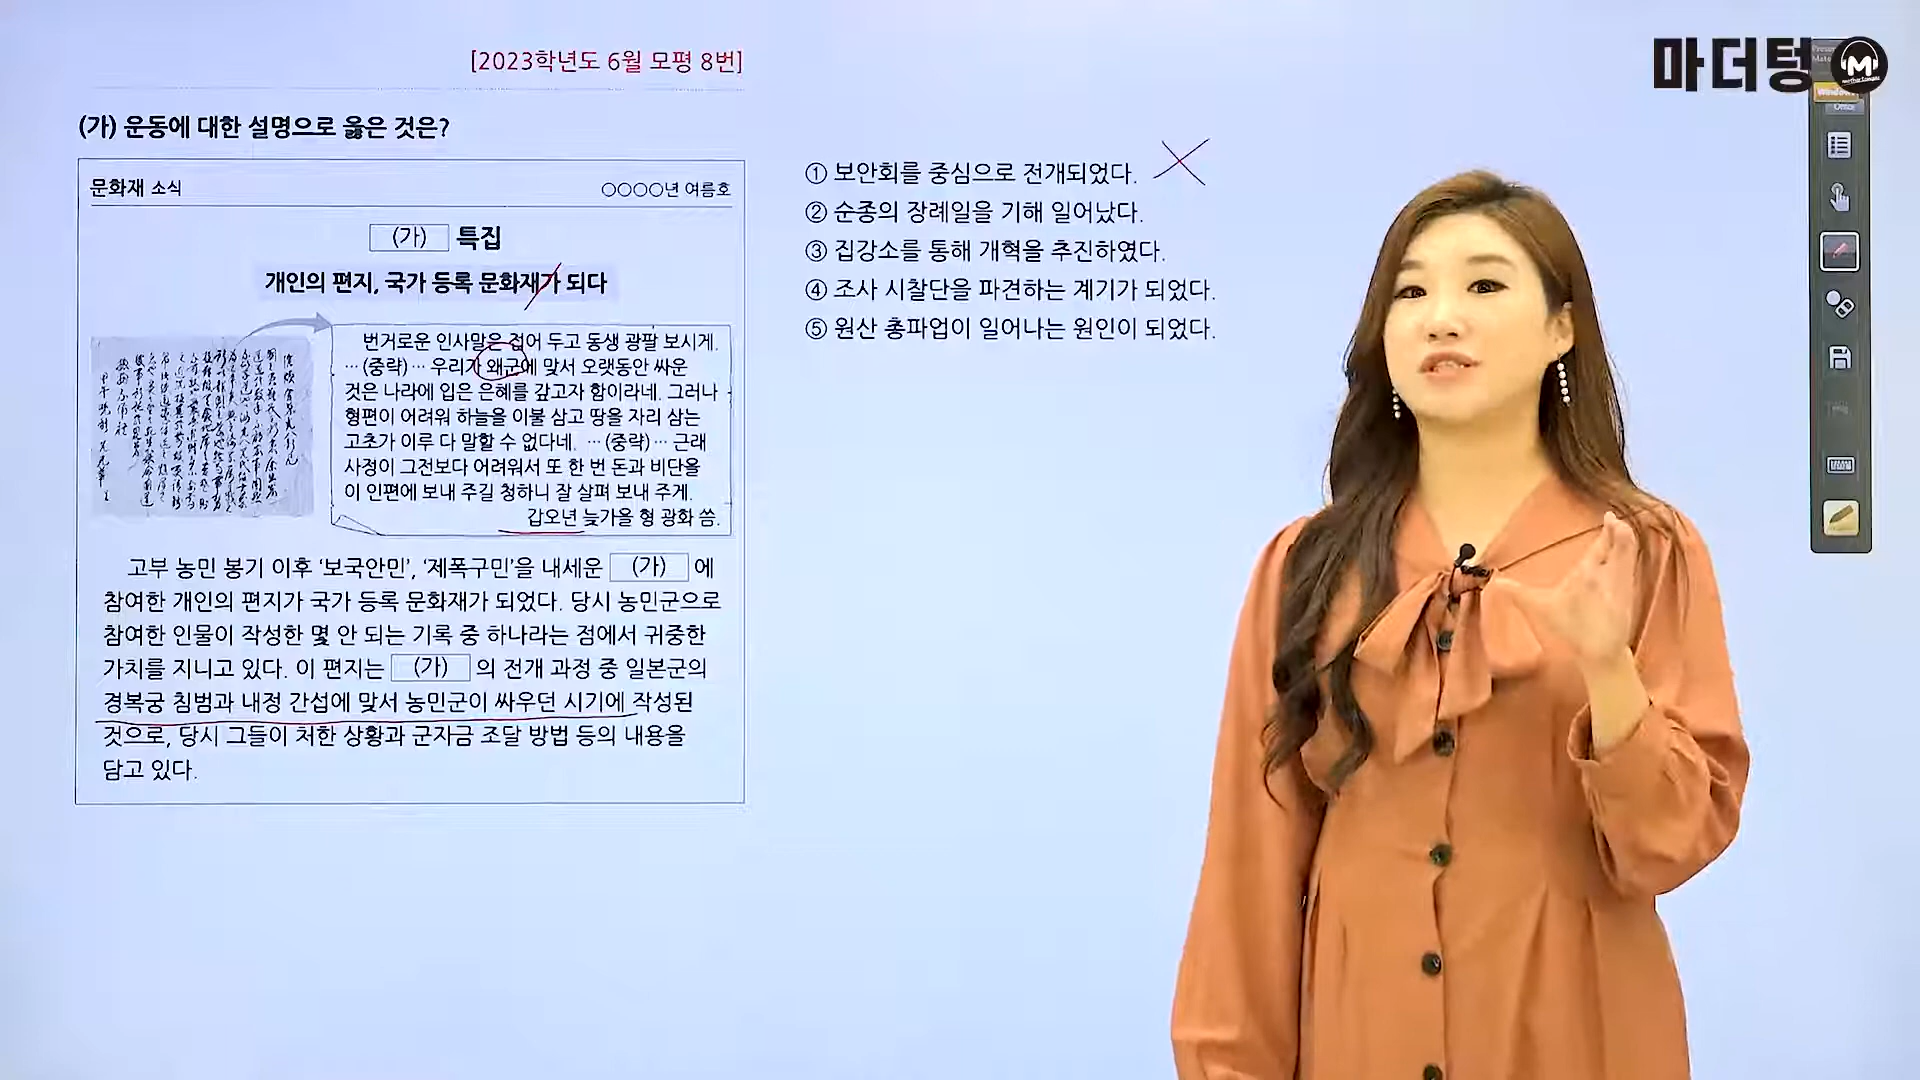 [2023학년도 6월 모평 8번]
마더텅
(가) 운동에 대한 설명으로 옳은 것은?
문화재 소식
○○○○년 여름호
(가) 특집
개인의 편지, 국가 등록 문화재가 되다
번거로운 인사말은 접어 두고 동생 광팔 보시게.
··· (중략) ··· 우리가 왜군에 맞서 오랫동안 싸운
것은 나라에 입은 은혜를 갚고자 함이라네. 그러나
형편이 어려워 하늘을 이불 삼고 땅을 자리 삼는
고초가 이루 다 말할 수 없다네. ··· (중략) ··· 근래
사정이 그전보다 어려워서 또 한 번 돈과 비단을
이 인편에 보내 주길 청하니 잘 살펴 보내 주게.
갑오년 늦가을 형 광화 씀.
고부 농민 봉기 이후 ‘보국안민’, ‘제폭구민’을 내세운 (가) 에
참여한 개인의 편지가 국가 등록 문화재가 되었다. 당시 농민군으로
참여한 인물이 작성한 몇 안 되는 기록 중 하나라는 점에서 귀중한
가치를 지니고 있다. 이 편지는 (가) 의 전개 과정 중 일본군의
경복궁 침범과 내정 간섭에 맞서 농민군이 싸우던 시기에 작성된
것으로, 당시 그들이 처한 상황과 군자금 조달 방법 등의 내용을
담고 있다.
① 보안회를 중심으로 전개되었다.
② 순종의 장례일을 기해 일어났다.
③ 집강소를 통해 개혁을 추진하였다.
④ 조사 시찰단을 파견하는 계기가 되었다.
⑤ 원산 총파업이 일어나는 원인이 되었다.
M